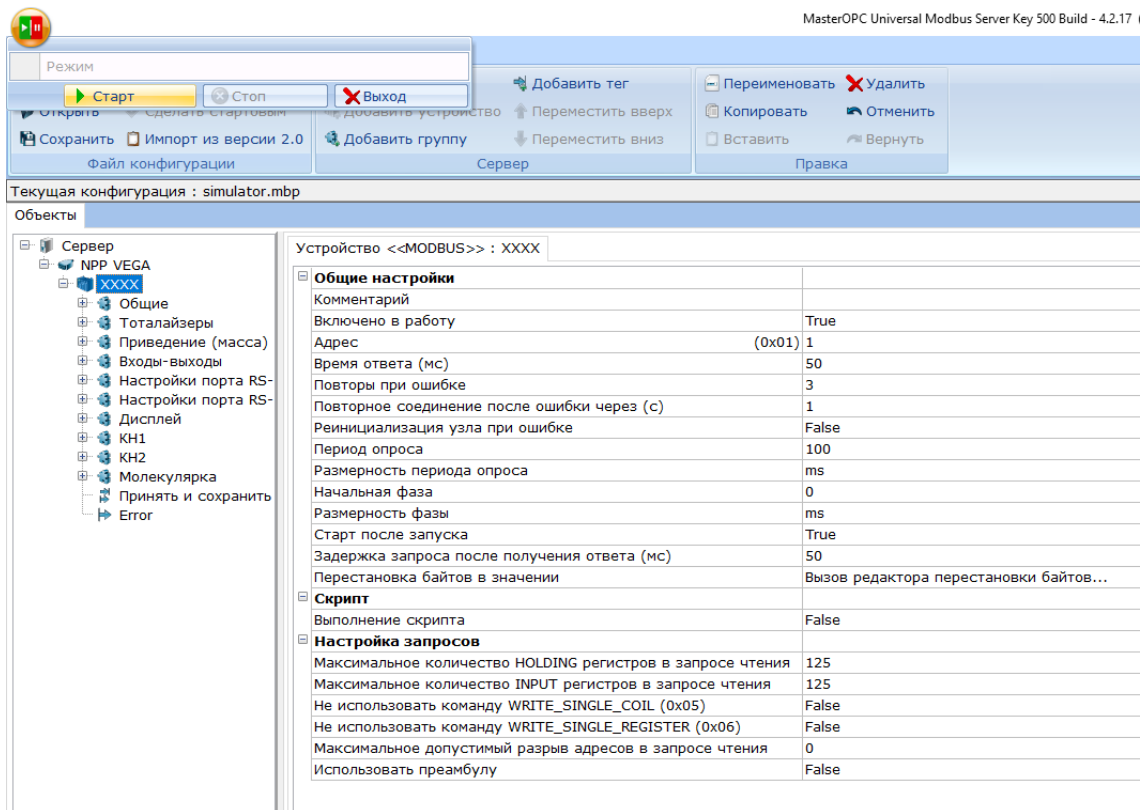 MasterOPC Universal Modbus Server Key 500 Build - 4.2.17
Режим
Старт
Стоп
Выход
Добавить тег
Переименовать
Удалить
Открыть
Сделать стартовым
Добавить устройство
Переместить вверх
Копировать
Отменить
Сохранить
Импорт из версии 2.0
Добавить группу
Переместить вниз
Вставить
Вернуть
Файл конфигурации
Сервер
Правка
Текущая конфигурация : simulator.mbp
Объекты
Сервер
NPP VEGA
XXXX
Общие
Тоталайзеры
Приведение (масса)
Входы-выходы
Настройки порта RS-
Настройки порта RS-
Дисплей
КН1
КН2
Молекулярка
Принять и сохранить
Error
Устройство <<MODBUS>> : XXXX
Общие настройки
Комментарий
Включено в работу True
Адрес (0x01) 1
Время ответа (мс) 50
Повторы при ошибке 3
Повторное соединение после ошибки через (с) 1
Реинициализация узла при ошибке False
Период опроса 100
Размерность периода опроса ms
Начальная фаза 0
Размерность фазы ms
Старт после запуска True
Задержка запроса после получения ответа (мс) 50
Перестановка байтов в значении Вызов редактора перестановки байтов...
Скрипт
Выполнение скрипта False
Настройка запросов
Максимальное количество HOLDING регистров в запросе чтения 125
Максимальное количество INPUT регистров в запросе чтения 125
Не использовать команду WRITE_SINGLE_COIL (0x05) False
Не использовать команду WRITE_SINGLE_REGISTER (0x06) False
Максимальное допустимый разрыв адресов в запросе чтения 0
Использовать преамбулу False